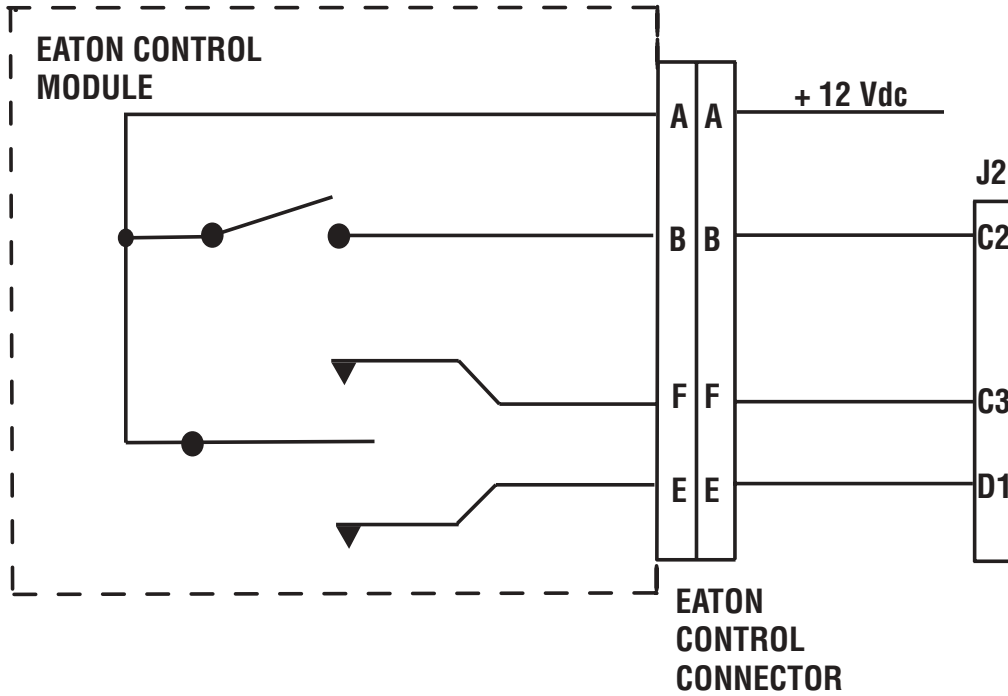 EATON CONTROL
MODULE
A A
+ 12 Vdc
J2
B B
C2
F F
C3
E E
D1
EATON
CONTROL
CONNECTOR